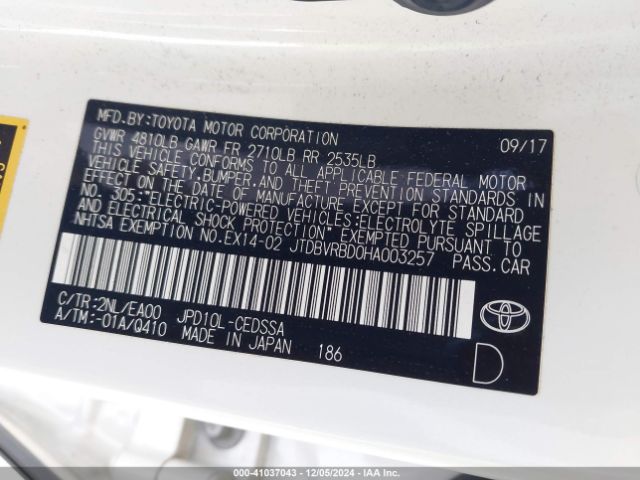 MFD.BY:TOYOTA MOTOR CORPORATION 09/17
GVWR 4810LB GAWR FR 2710LB RR 2535LB
THIS VEHICLE CONFORMS TO ALL APPLICABLE FEDERAL MOTOR
VEHICLE SAFETY,BUMPER,AND THEFT PREVENTION STANDARDS IN
EFFECT ON THE DATE OF MANUFACTURE EXCEPT FOR STANDARD
NO. 305:"ELECTRIC-POWERED VEHICLES:ELECTROLYTE SPILLAGE
AND ELECTRICAL SHOCK PROTECTION" EXEMPTED PURSUANT TO
NHTSA EXEMPTION NO.EX14-02 JTDBVRBD0HA003257 PASS.CAR
C/TR:2NL/EA00 JPD10L-CEDSSA
A/TM:-01A/Q410 MADE IN JAPAN 186
D
000-41037043 // 12/05/2024 -- IAA Inc.